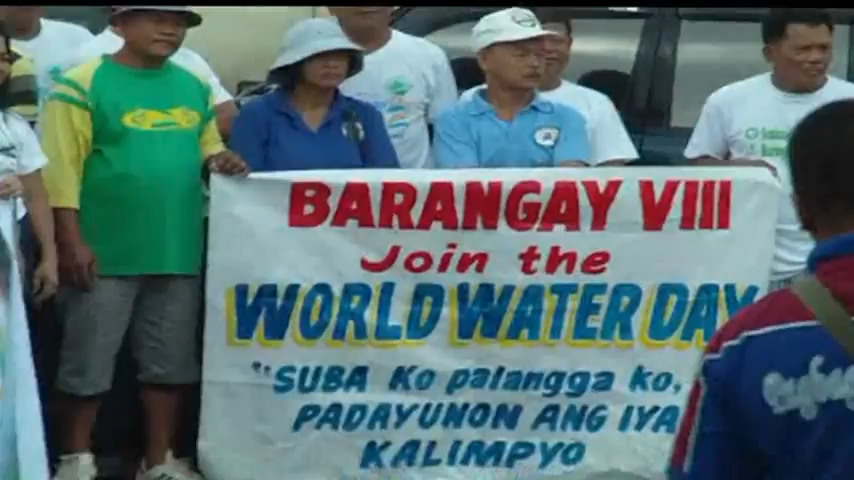 BARANGAY VIII
Join the
WORLD WATER DAY
"SUBA Ko palangga ko,
PADAYUNON ANG IYA
KALIMPYO